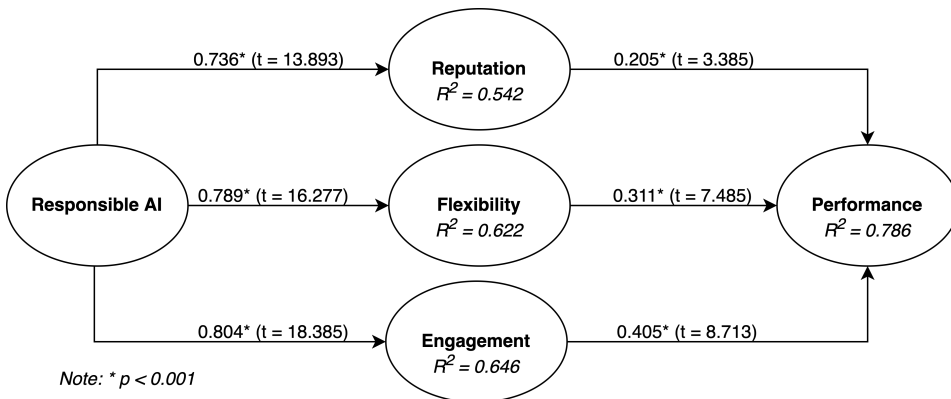 0.736* (t = 13.893)
Reputation
R² = 0.542
0.205* (t = 3.385)
Responsible AI
0.789* (t = 16.277)
Flexibility
R² = 0.622
0.311* (t = 7.485)
Performance
R² = 0.786
0.804* (t = 18.385)
Engagement
R² = 0.646
0.405* (t = 8.713)
Note: * p < 0.001